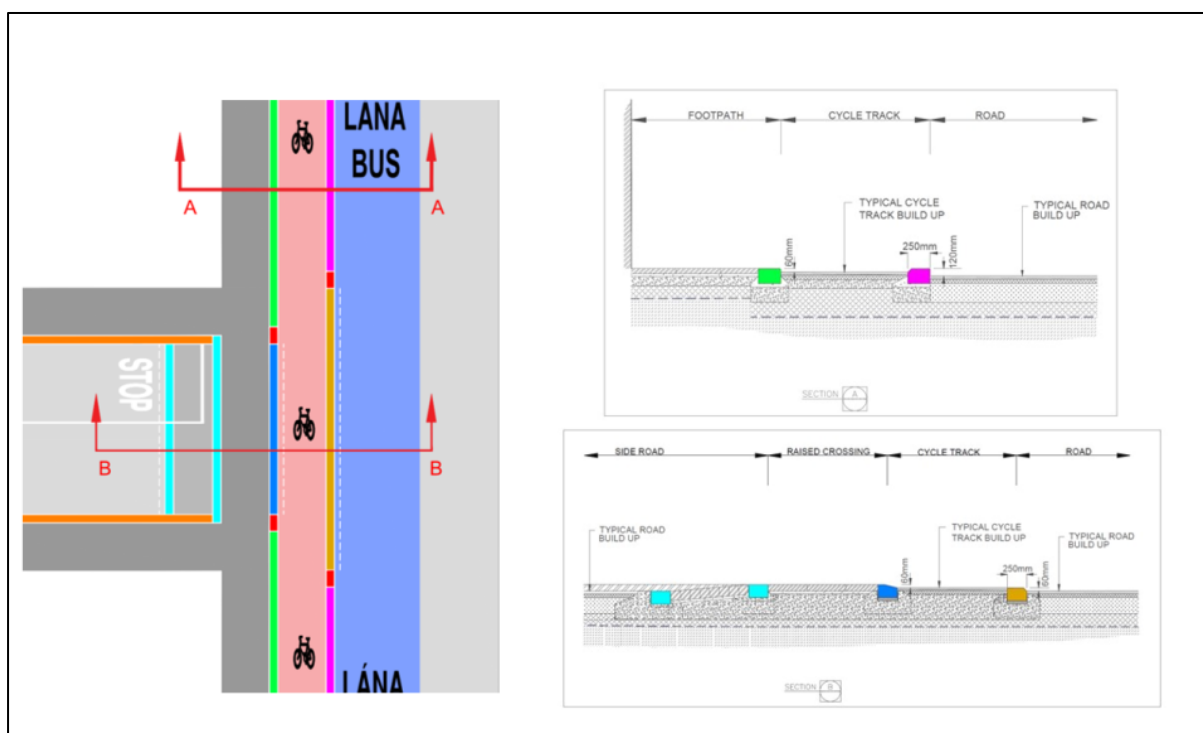 LANA
BUS
A
A
STOP
B
B
LÁNA
FOOTPATH
CYCLE TRACK
ROAD
TYPICAL CYCLE
TRACK BUILD UP
TYPICAL ROAD
BUILD UP
60mm
250mm
120mm
SECTION
A
SIDE ROAD
RAISED CROSSING
CYCLE TRACK
ROAD
TYPICAL ROAD
BUILD UP
TYPICAL CYCLE
TRACK BUILD UP
TYPICAL ROAD
BUILD UP
60mm
250mm
60mm
SECTION
B